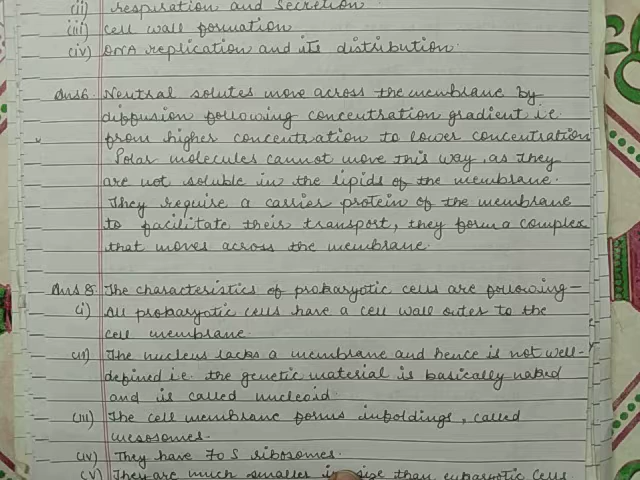 (ii) respiration and secretion
(iii) cell wall formation
(iv) DNA replication and its distribution.
Ans 6. Neutral solutes move across the membrane by
diffusion following concentration gradient i.e.
from higher concentration to lower concentration
Polar molecules cannot move this way, as they
are not soluble in the lipids of the membrane.
They require a carrier protein of the membrane
to facilitate their transport, they form a complex
that moves across the membrane.
Ans 8. The characteristics of prokaryotic cells are following -
(i) All prokaryotic cells have a cell wall outer to the
cell membrane.
(ii) The nucleus lacks a membrane and hence is not well-
defined i.e. the genetic material is basically naked
and is called nucleoid.
(iii) The cell membrane forms infoldings, called
mesosomes.
(iv) They have 70 S ribosomes.
(v) They are much smaller in size than eukaryotic cells